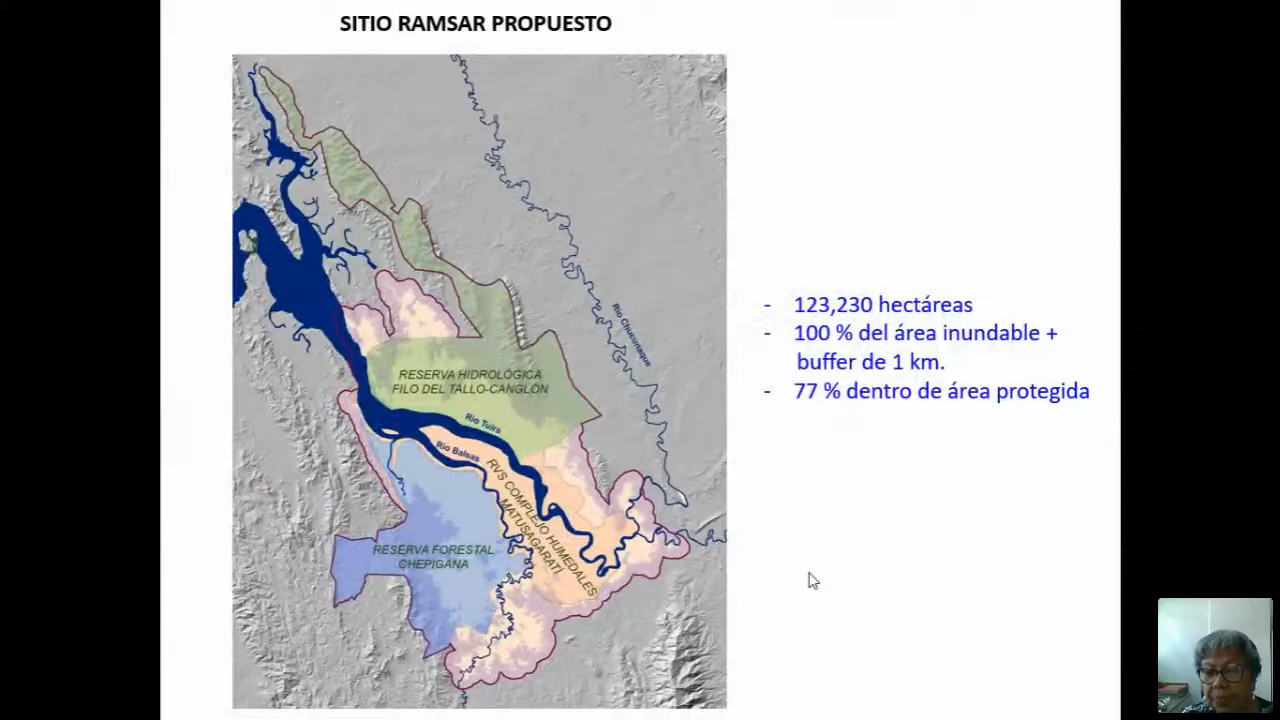 SITIO RAMSAR PROPUESTO
Río Chucunaque
RESERVA HIDROLÓGICA
FILO DEL TALLO-CANGLÓN
Río Tuira
Río Balsas
RVS COMPLEJO HUMEDALES
MATUSAGARATÍ
RESERVA FORESTAL
CHEPIGANA
- 123,230 hectáreas
- 100 % del área inundable +
buffer de 1 km.
- 77 % dentro de área protegida